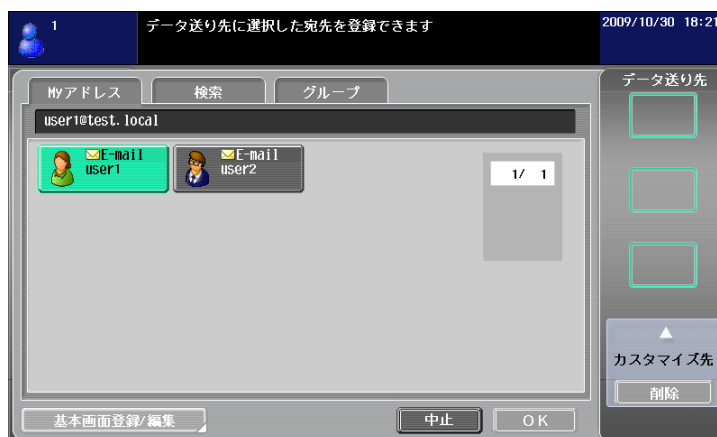 1
データ送り先に選択した宛先を登録できます
2009/10/30 18:21
Myアドレス
検索
グループ
データ送り先
user1@test.local
E-mail
user1
E-mail
user2
1/ 1
カスタマイズ先
削除
基本画面登録/編集
中止
OK